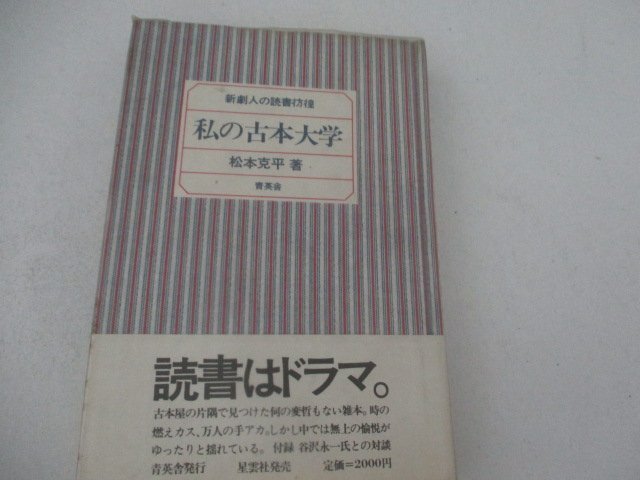 新劇人の読書彷徨
私の古本大学
松本克平 著
青英舎
読書はドラマ。
古本屋の片隅で見つけた何の変哲もない雑本。時の
燃えカス、万人の手アカ。しかし中では無上の愉悦が
ゆったりと揺れている。 付録 谷沢永一氏との対談
青英舎発行 星雲社発売 定価=2000円